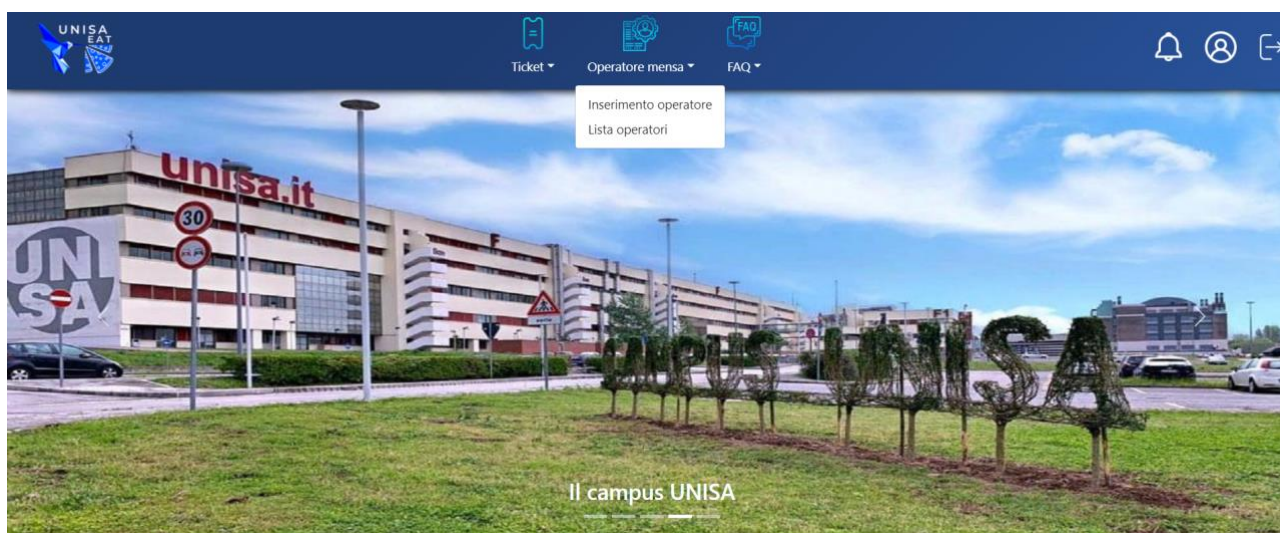 UNISA
EAT
FAQ
Ticket
Operatore mensa
FAQ
Inserimento operatore
Lista operatori
unisa.it
30
UNI
SA
CAMPUS UNISA
Il campus UNISA